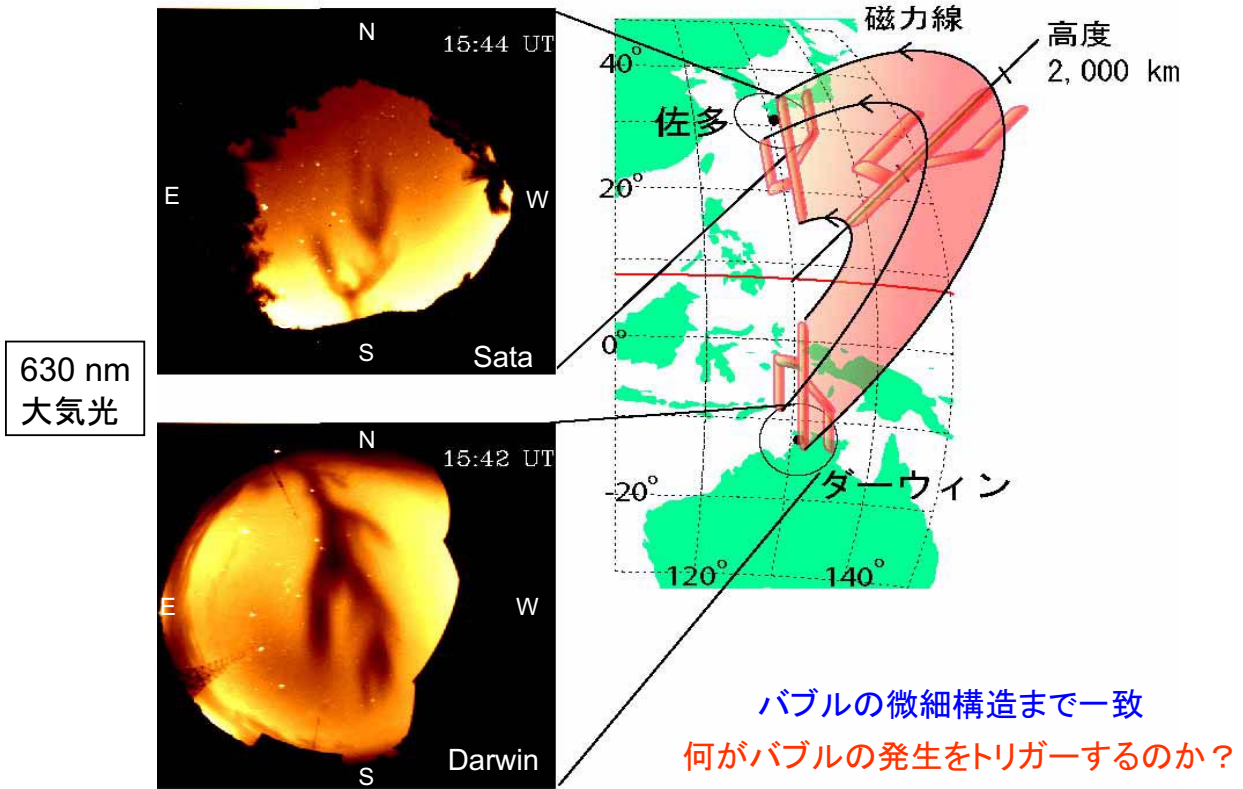 N
15:44 UT
E
W
S
Sata
630 nm
大気光
N
15:42 UT
E
W
S
Darwin
磁力線
高度
2,000 km
40°
佐多
20°
0°
-20°
ダーウィン
120°
140°
バブルの微細構造まで一致
何がバブルの発生をトリガーするのか？